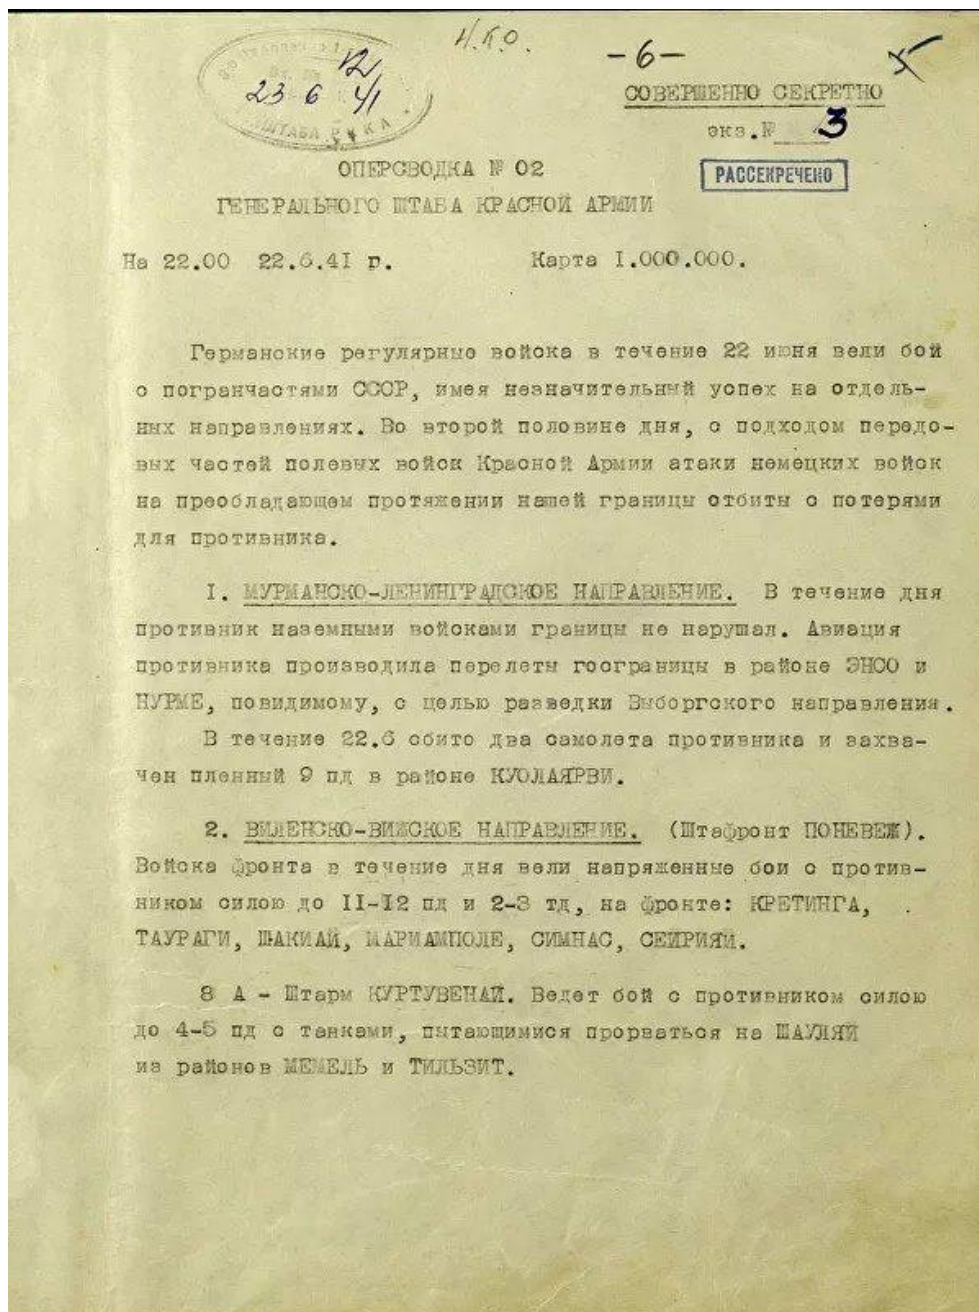 Н.К.О.
-6-
23 6 41
ШТАБА РККА
СОВЕРШЕННО СЕКРЕТНО
экз.№ 3
РАССЕКРЕЧЕНО
ОПЕРСВОДКА № 02
ГЕНЕРАЛЬНОГО ШТАБА КРАСНОЙ АРМИИ
На 22.00 22.6.41 г. Карта 1.000.000.
Германские регулярные войска в течение 22 июня вели бой
с погранчастями СССР, имея незначительный успех на отдель-
ных направлениях. Во второй половине дня, с подходом передо-
вых частей полевых войск Красной Армии атаки немецких войск
на преобладающем протяжении нашей границы отбиты с потерями
для противника.
1. МУРМАНСКО-ЛЕНИНГРАДСКОЕ НАПРАВЛЕНИЕ. В течение дня
противник наземными войсками границы не нарушал. Авиация
противника производила перелеты госграницы в районе ЭНСО и
НУРМЕ, повидимому, с целью разведки Выборгского направления.
В течение 22.6 сбито два самолета противника и захва-
чен пленный 9 пд в районе КУОЛАЯРВИ.
2. ВИЛЕНСКО-ВИЖСКОЕ НАПРАВЛЕНИЕ. (Штафронт ПОНЕВЕЖ).
Войска фронта в течение дня вели напряженные бои с против-
ником силою до 11-12 пд и 2-3 тд, на фронте: КРЕТИНГА,
ТАУРАГИ, ШАКИАЙ, МАРИАМПОЛЕ, СИМНАС, СЕЙРИЯИ.
8 А - Штарм КУРТУВЕНАЙ. Ведет бой с противником силою
до 4-5 пд с танками, пытающимися прорваться на ШАУЛЯЙ
из районов МЕМЕЛЬ и ТИЛЬЗИТ.